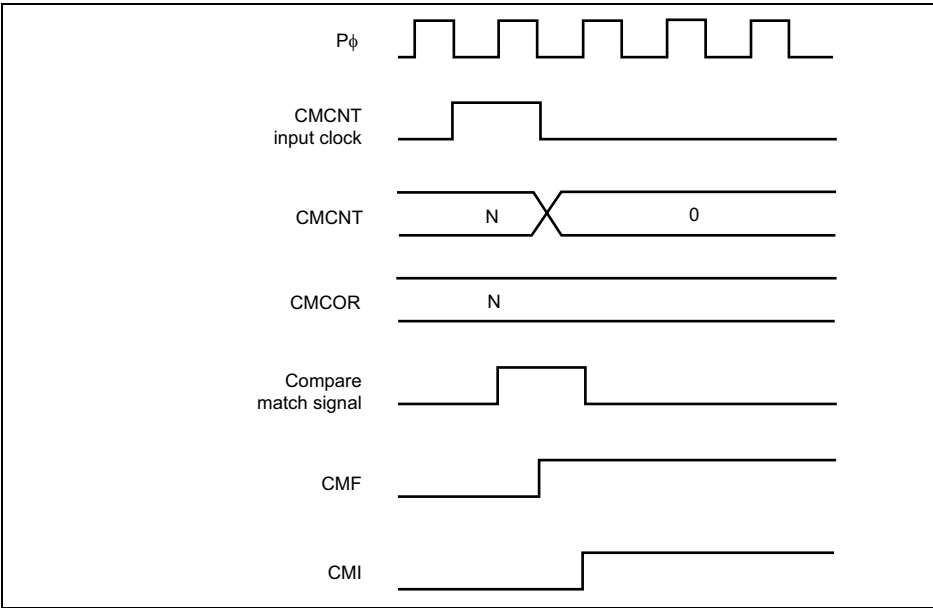 Pϕ
CMCNT
input clock
CMCNT
N
0
CMCOR
N
Compare
match signal
CMF
CMI